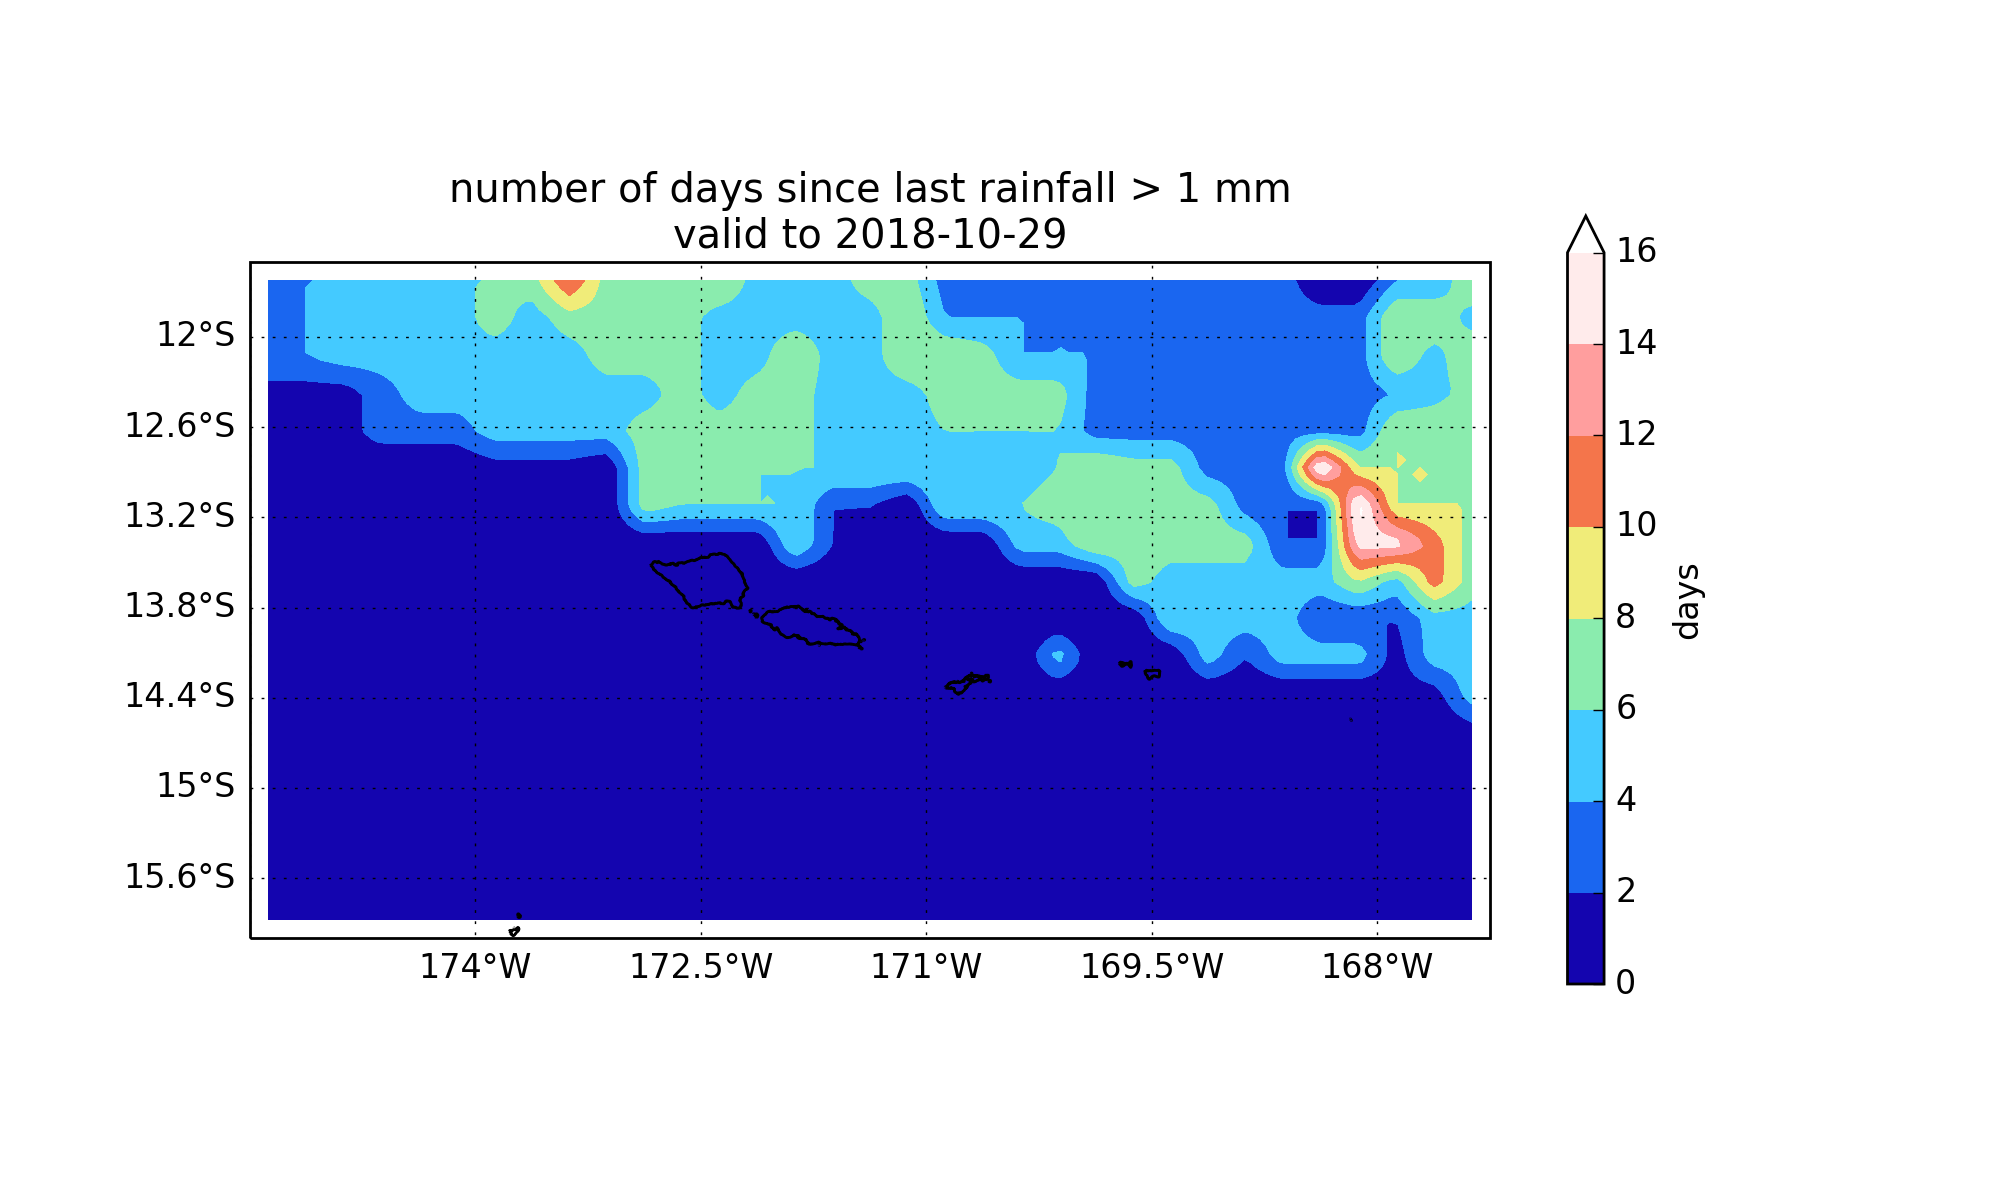 number of days since last rainfall > 1 mm
valid to 2018-10-29
12°S
12.6°S
13.2°S
13.8°S
14.4°S
15°S
15.6°S
174°W
172.5°W
171°W
169.5°W
168°W
16
14
12
10
8
6
4
2
0
days